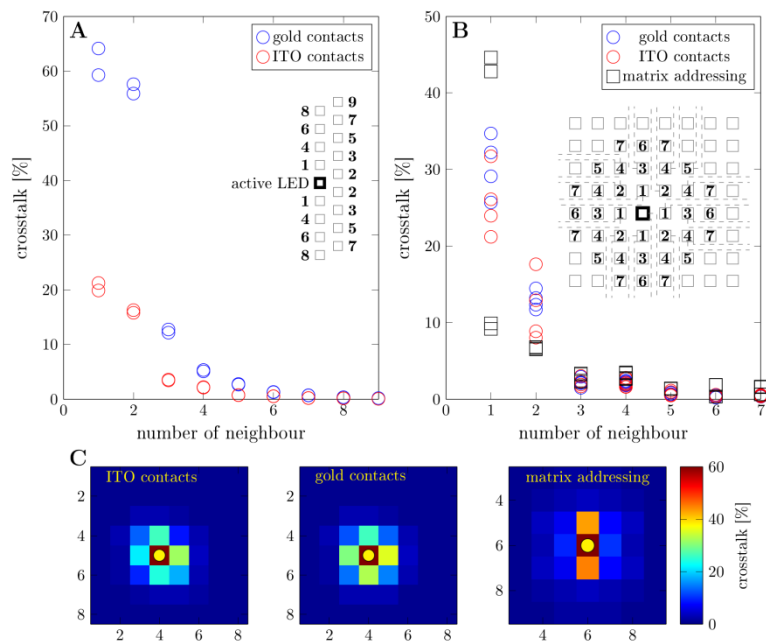 A
gold contacts
ITO contacts
crosstalk [%]
70
60
50
40
30
20
10
0
0
2
4
6
8
number of neighbour
9
8
7
6
5
4
3
1
2
active LED
2
1
3
4
5
6
7
8
B
gold contacts
ITO contacts
matrix addressing
crosstalk [%]
50
40
30
20
10
0
0
1
2
3
4
5
6
7
number of neighbour
7 6 7
5 4 3 4 5
7 4 2 1 2 4 7
6 3 1 1 3 6
7 4 2 1 2 4 7
5 4 3 4 5
7 6 7
C
ITO contacts
2
4
6
8
2 4 6 8
gold contacts
2
4
6
8
2 4 6 8
matrix addressing
4
6
8
4 6 8
60
40
20
0
crosstalk [%]